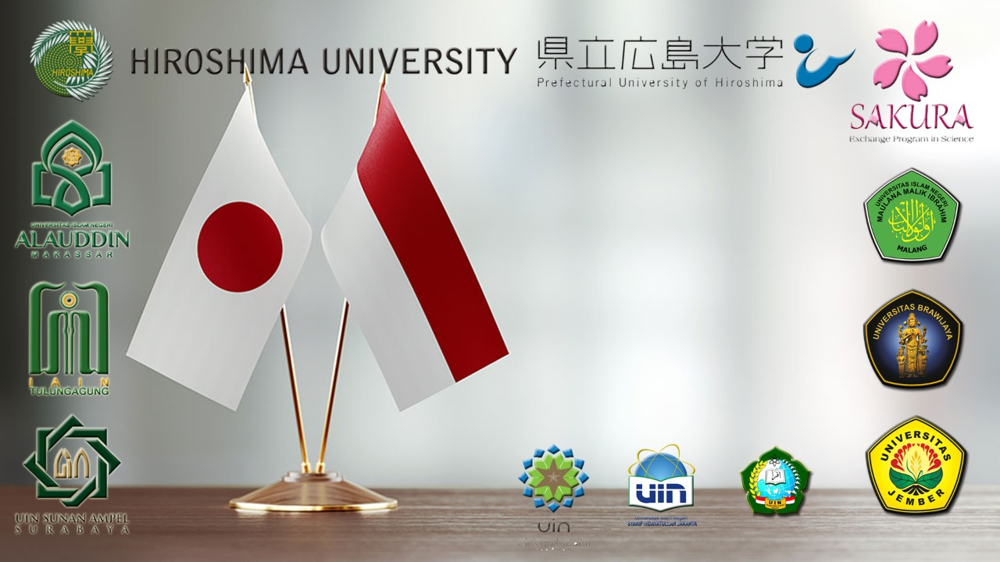 學
HIROSHIMA
HIROSHIMA UNIVERSITY
県立広島大学
Prefectural University of Hiroshima
SAKURA
Exchange Program in Science
UNIVERSITAS ISLAM NEGERI
ALAUDDIN
MAKASSAR
UNIVERSITAS ISLAM NEGERI
MAULANA MALIK IBRAHIM
MALANG
IAIN
TULUNGAGUNG
UNIVERSITAS BRAWIJAYA
UIN SUNAN AMPEL
SURABAYA
uin
uin
Universitas Islam Negeri
SYARIF HIDAYATULLAH JAKARTA
UIN
UNIVERSITAS
JEMBER